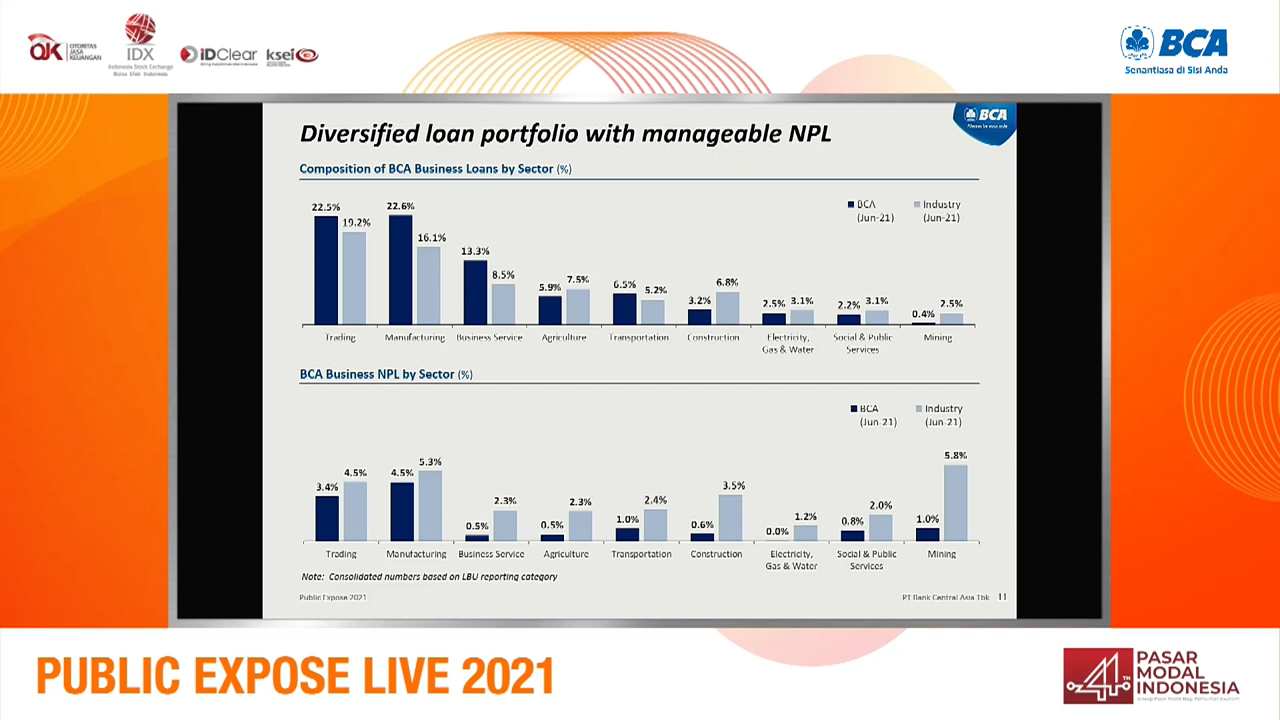 OTORITAS
JASA
KEUANGAN
IDX
Indonesia Stock Exchange
Bursa Efek Indonesia
iDClear
ksei
BCA
Senantiasa di Sisi Anda
BCA
Diversified loan portfolio with manageable NPL
Composition of BCA Business Loans by Sector (%)
BCA
(Jun-21)
Industry
(Jun-21)
22.5% 19.2% 22.6% 16.1% 13.3% 8.5% 5.9% 7.5% 6.5% 5.2% 3.2% 6.8% 2.5% 3.1% 2.2% 3.1% 0.4% 2.5%
Trading Manufacturing Business Service Agriculture Transportation Construction Electricity, Social & Public Mining
Gas & Water Services
BCA Business NPL by Sector (%)
BCA
(Jun-21)
Industry
(Jun-21)
3.4% 4.5% 4.5% 5.3% 0.5% 2.3% 0.5% 2.3% 1.0% 2.4% 0.6% 3.5% 0.0% 1.2% 0.8% 2.0% 1.0% 5.8%
Trading Manufacturing Business Service Agriculture Transportation Construction Electricity, Social & Public Mining
Gas & Water Services
Note: Consolidated numbers based on LBU reporting category
Public Expose 2021
PT Bank Central Asia Tbk 11
PUBLIC EXPOSE LIVE 2021
44TH
PASAR
MODAL
INDONESIA